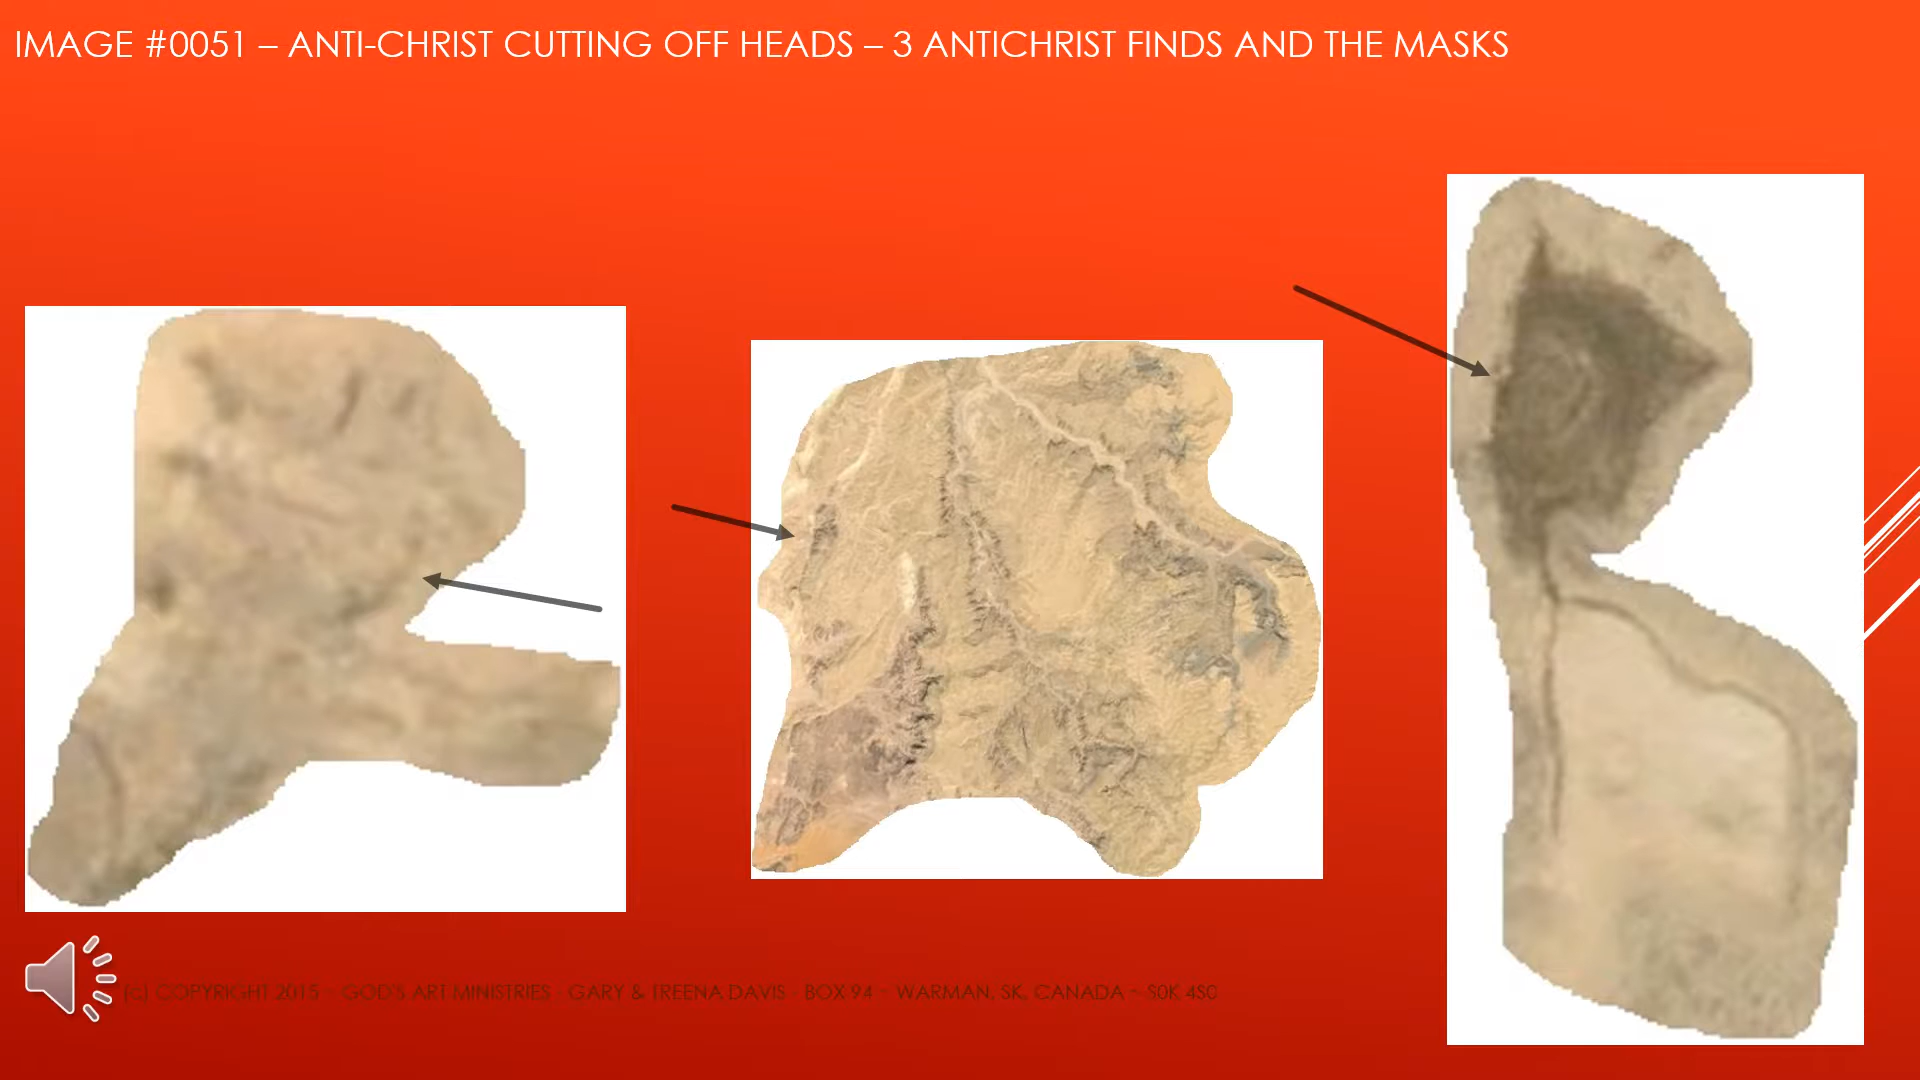 IMAGE #0051 – ANTI-CHRIST CUTTING OFF HEADS – 3 ANTICHRIST FINDS AND THE MASKS
(c) COPYRIGHT 2015 ~ GOD'S ART MINISTRIES - GARY & TREENA DAVIS - BOX 94 ~ WARMAN, SK, CANADA ~ S0K 4S0